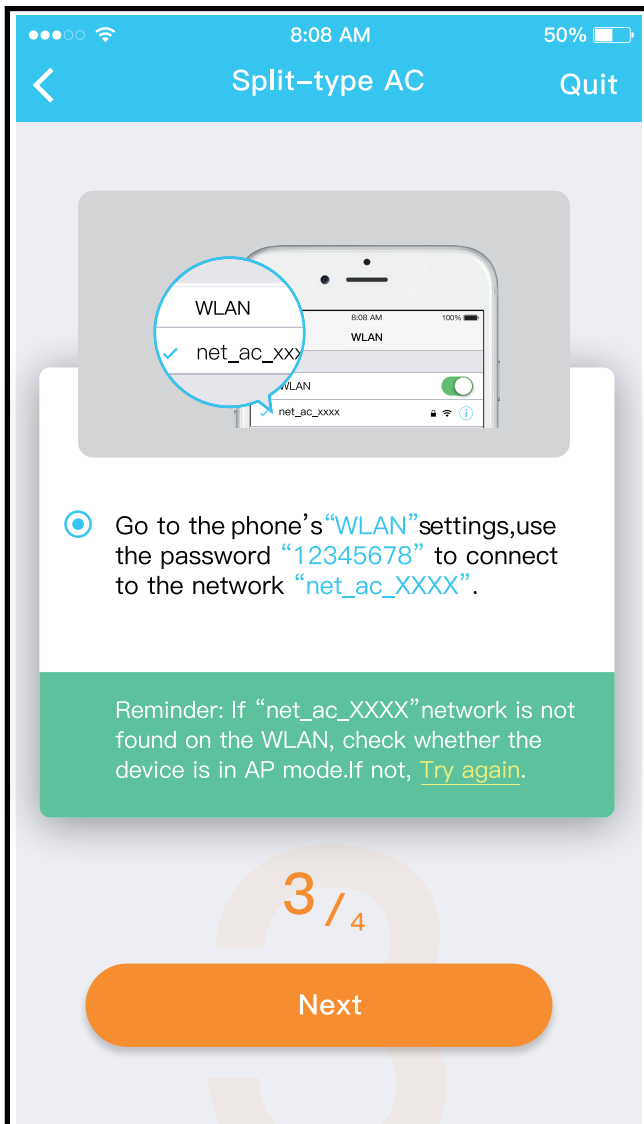 8:08 AM
50%
Split-type AC
Quit
WLAN
net_ac_xxx
8:08 AM
100%
WLAN
WLAN
net_ac_xxxx
Go to the phone's“WLAN”settings,use
the password “12345678” to connect
to the network “net_ac_XXXX”.
Reminder: If “net_ac_XXXX”network is not
found on the WLAN, check whether the
device is in AP mode.If not, Try again.
3/4
Next